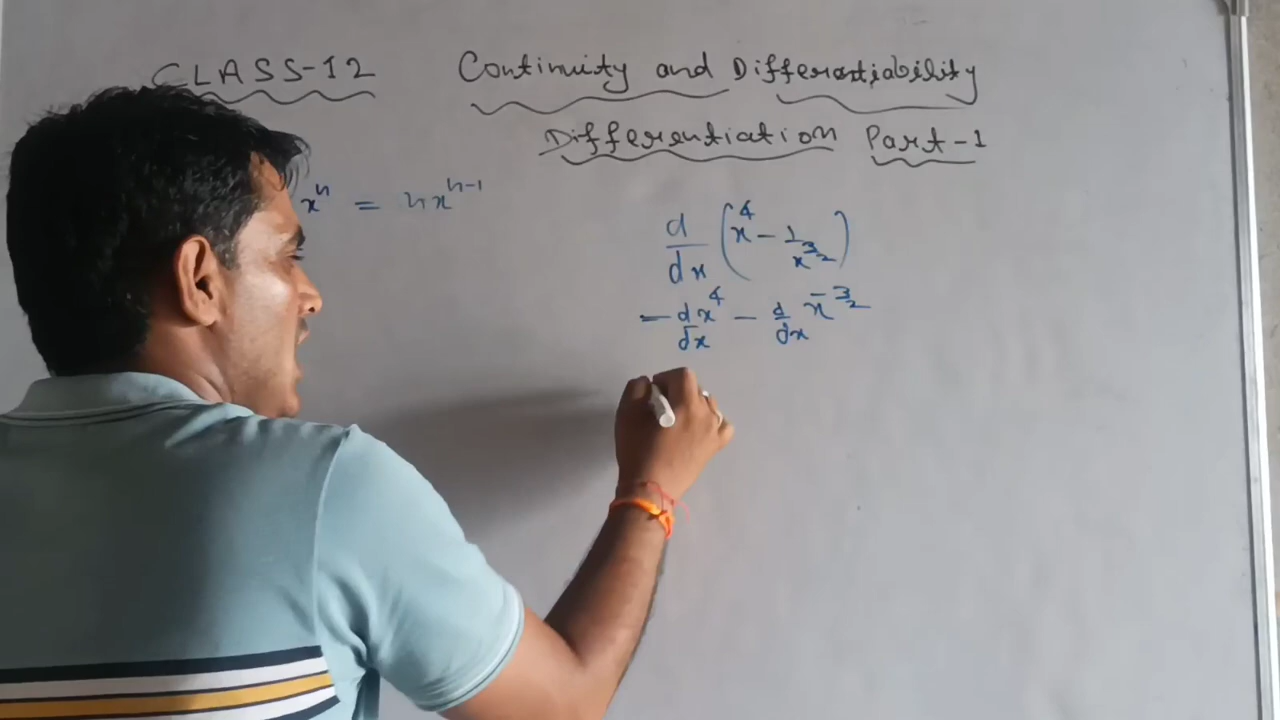 CLASS-12
Continuity and Differentiability
Differentiation Part-1
xⁿ = nxⁿ⁻¹
d/dx (x⁴ - 1/x^(3/2))
= dx⁴/dx - d/dx x^(-3/2)